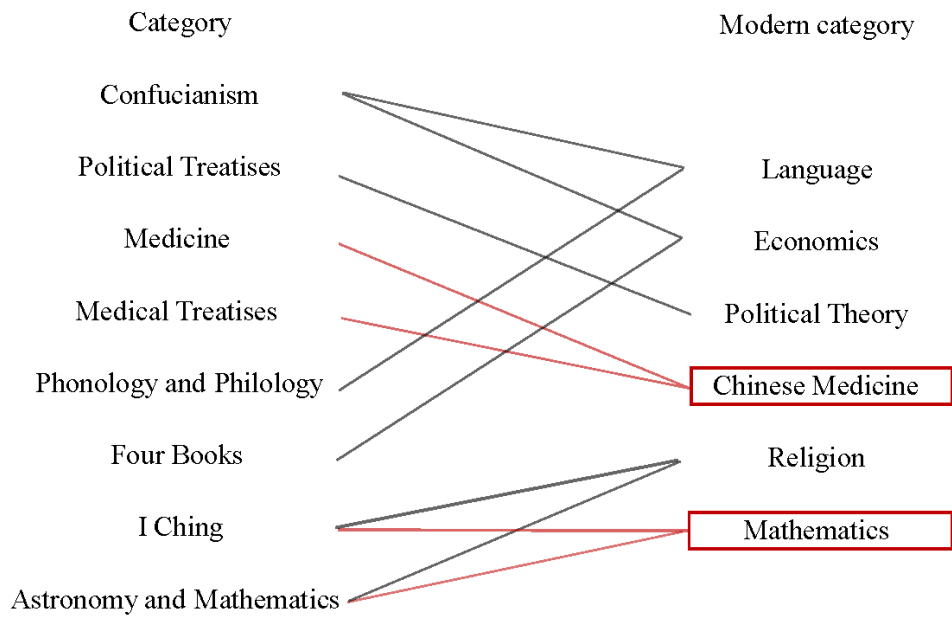 Category
Modern category
Confucianism
Political Treatises
Language
Medicine
Economics
Medical Treatises
Political Theory
Phonology and Philology
Chinese Medicine
Four Books
Religion
I Ching
Mathematics
Astronomy and Mathematics